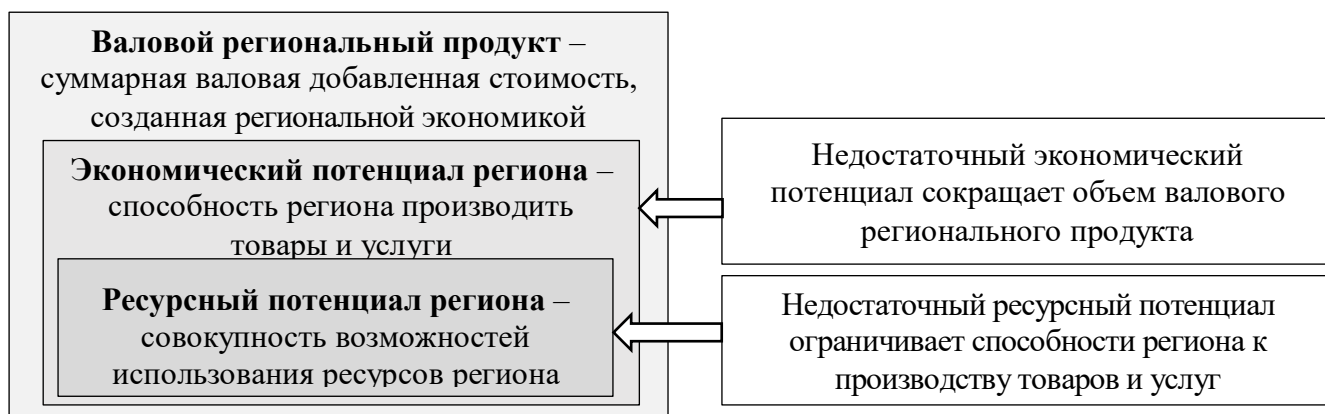 Валовой региональный продукт –
суммарная валовая добавленная стоимость,
созданная региональной экономикой
Экономический потенциал региона –
способность региона производить
товары и услуги
Ресурсный потенциал региона –
совокупность возможностей
использования ресурсов региона
Недостаточный экономический
потенциал сокращает объем валового
регионального продукта
Недостаточный ресурсный потенциал
ограничивает способности региона к
производству товаров и услуг